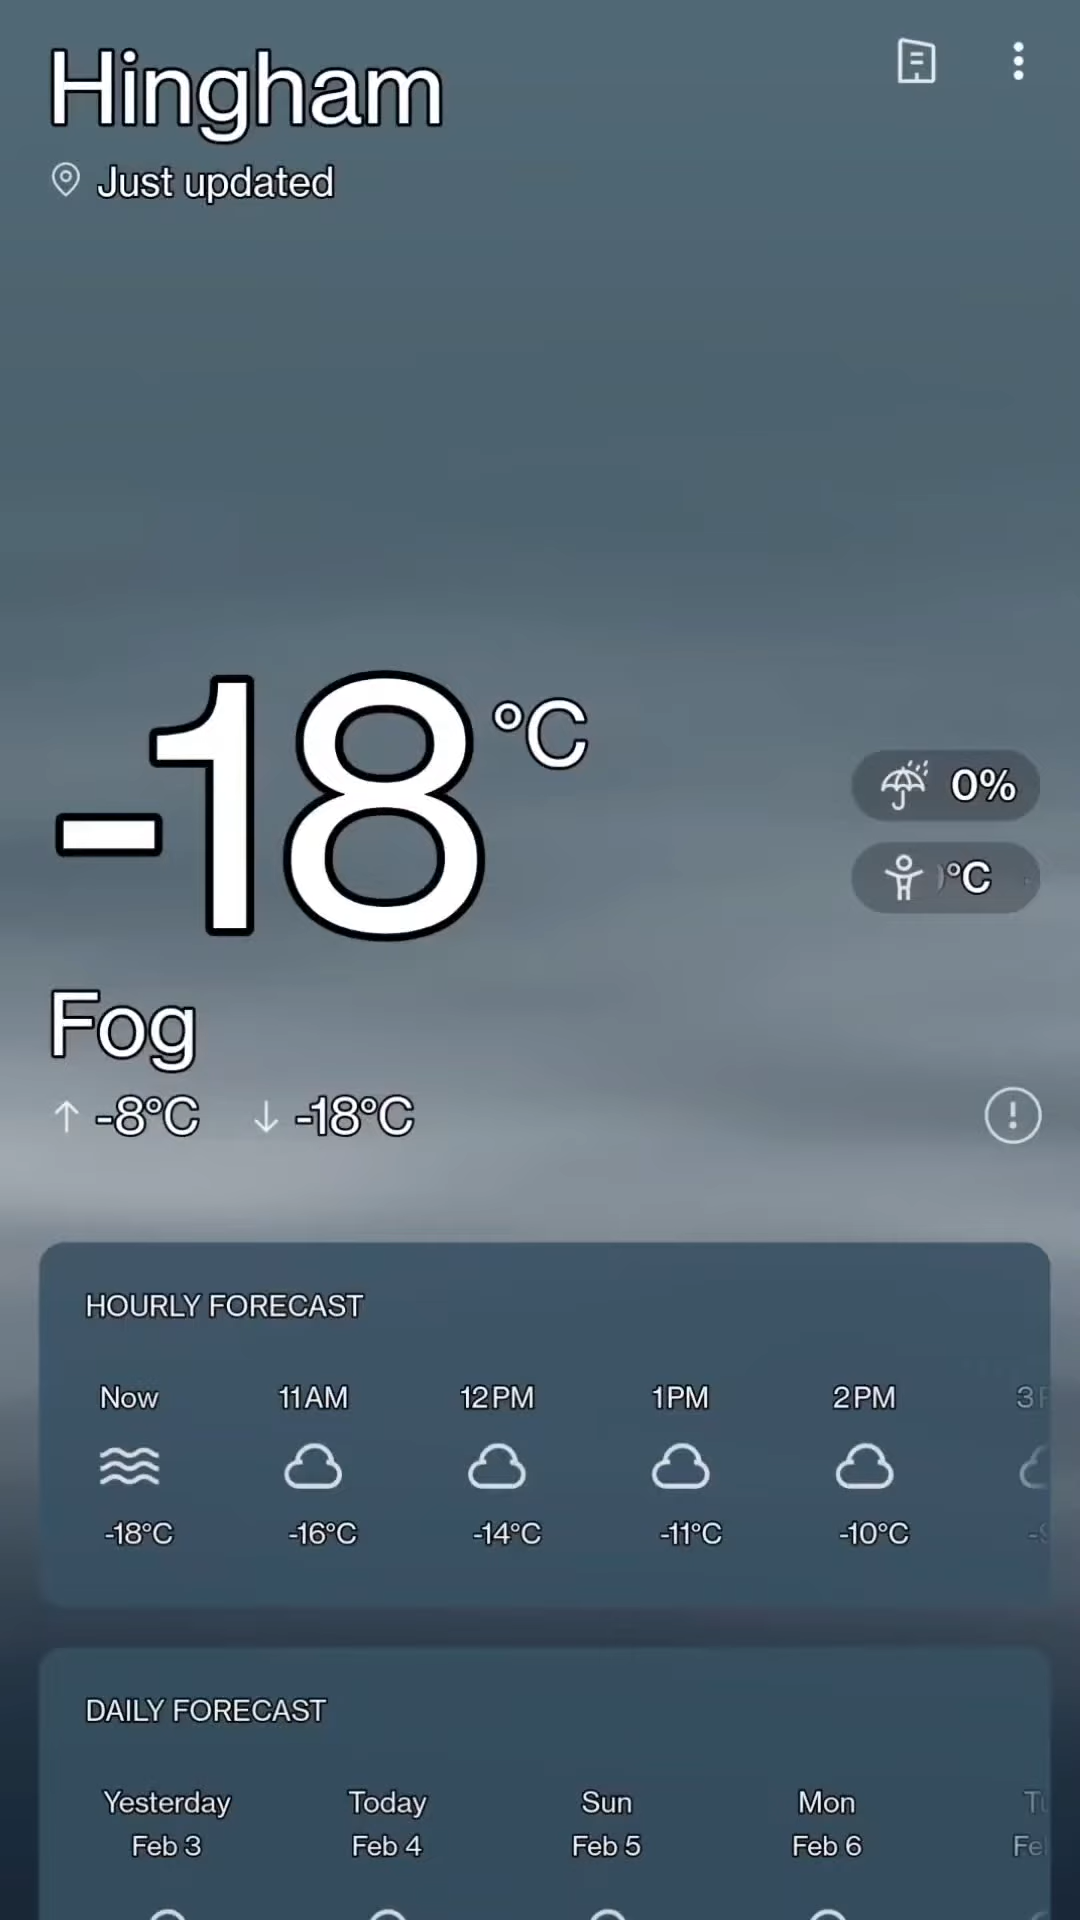 Hingham
Just updated
-18 °C
0%
°C
Fog
↑ -8°C ↓ -18°C
HOURLY FORECAST
Now 11 AM 12 PM 1 PM 2 PM
-18°C -16°C -14°C -11°C -10°C
DAILY FORECAST
Yesterday Today Sun Mon
Feb 3 Feb 4 Feb 5 Feb 6